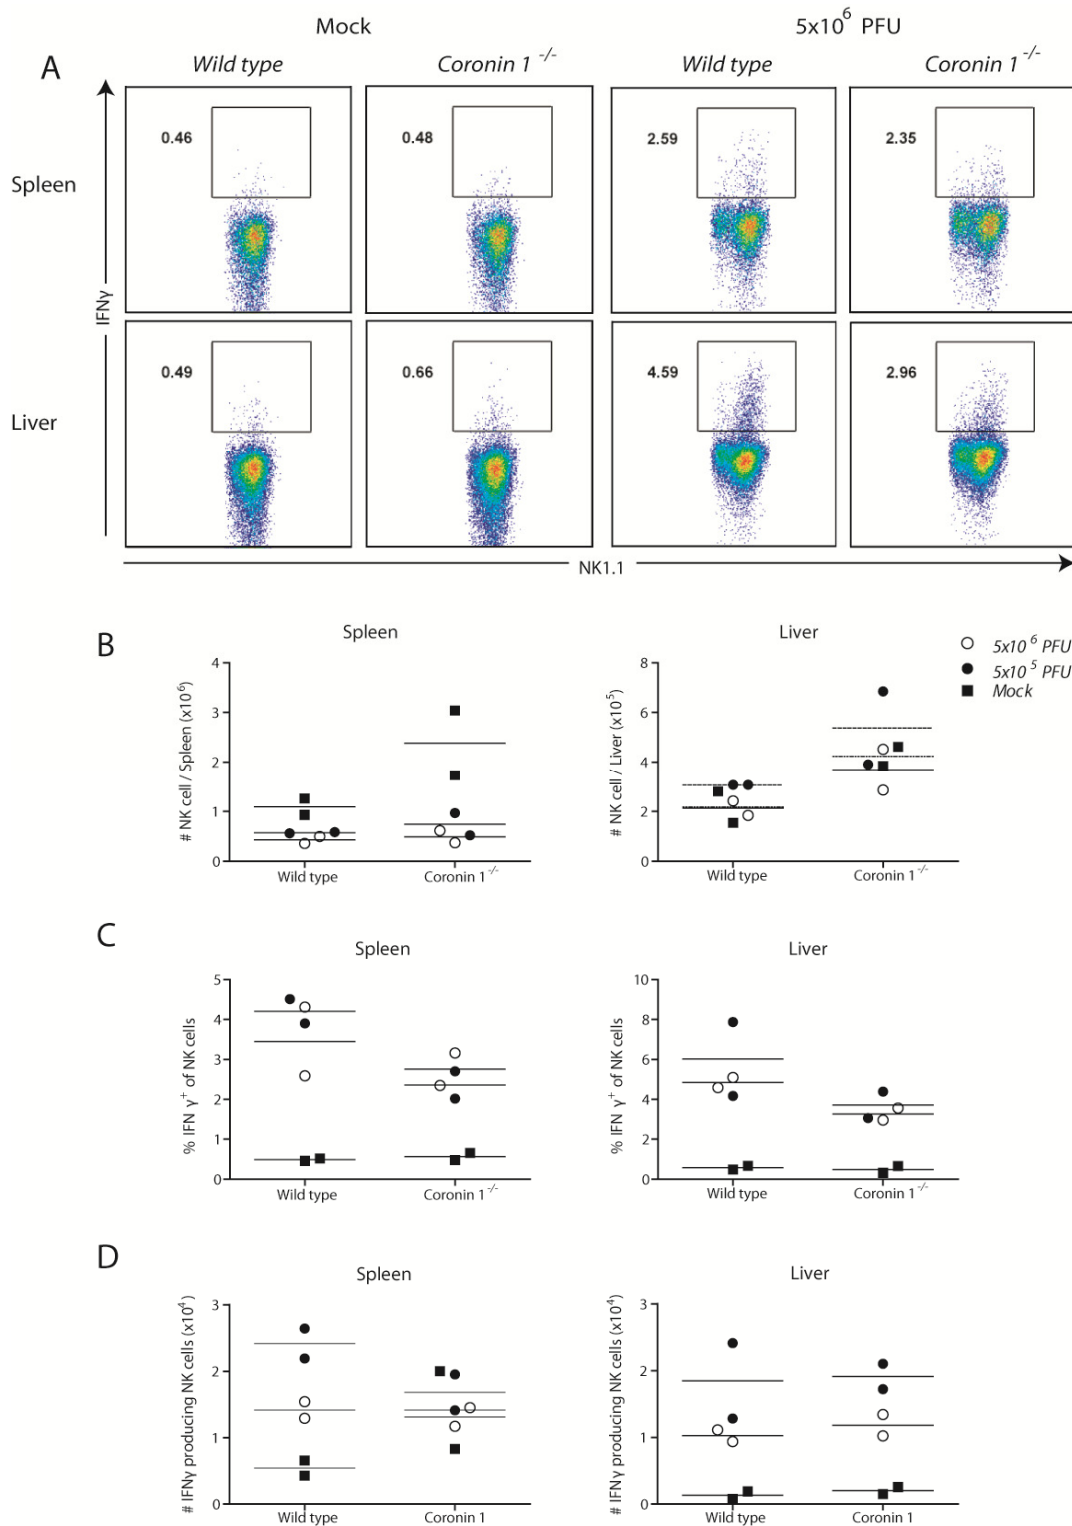 Mock
5x10^6 PFU
A
Wild type
Coronin 1 -/-
Wild type
Coronin 1 -/-
Spleen
0.46
0.48
2.59
2.35
IFNγ
Liver
0.49
0.66
4.59
2.96
NK1.1
B
Spleen
Liver
5x10^6 PFU
5x10^5 PFU
Mock
# NK cell / Spleen (x10^6)
4
3
2
1
0
Wild type
Coronin 1 -/-
# NK cell / Liver (x10^5)
8
6
4
2
0
Wild type
Coronin 1 -/-
C
Spleen
Liver
% IFN γ+ of NK cells
5
4
3
2
1
0
Wild type
Coronin 1 -/-
% IFN γ+ of NK cells
10
8
6
4
2
0
Wild type
Coronin 1 -/-
D
Spleen
Liver
# IFNγ producing NK cells (x10^4)
3
2
1
0
Wild type
Coronin 1
# IFNγ producing NK cells (x10^4)
3
2
1
0
Wild type
Coronin 1